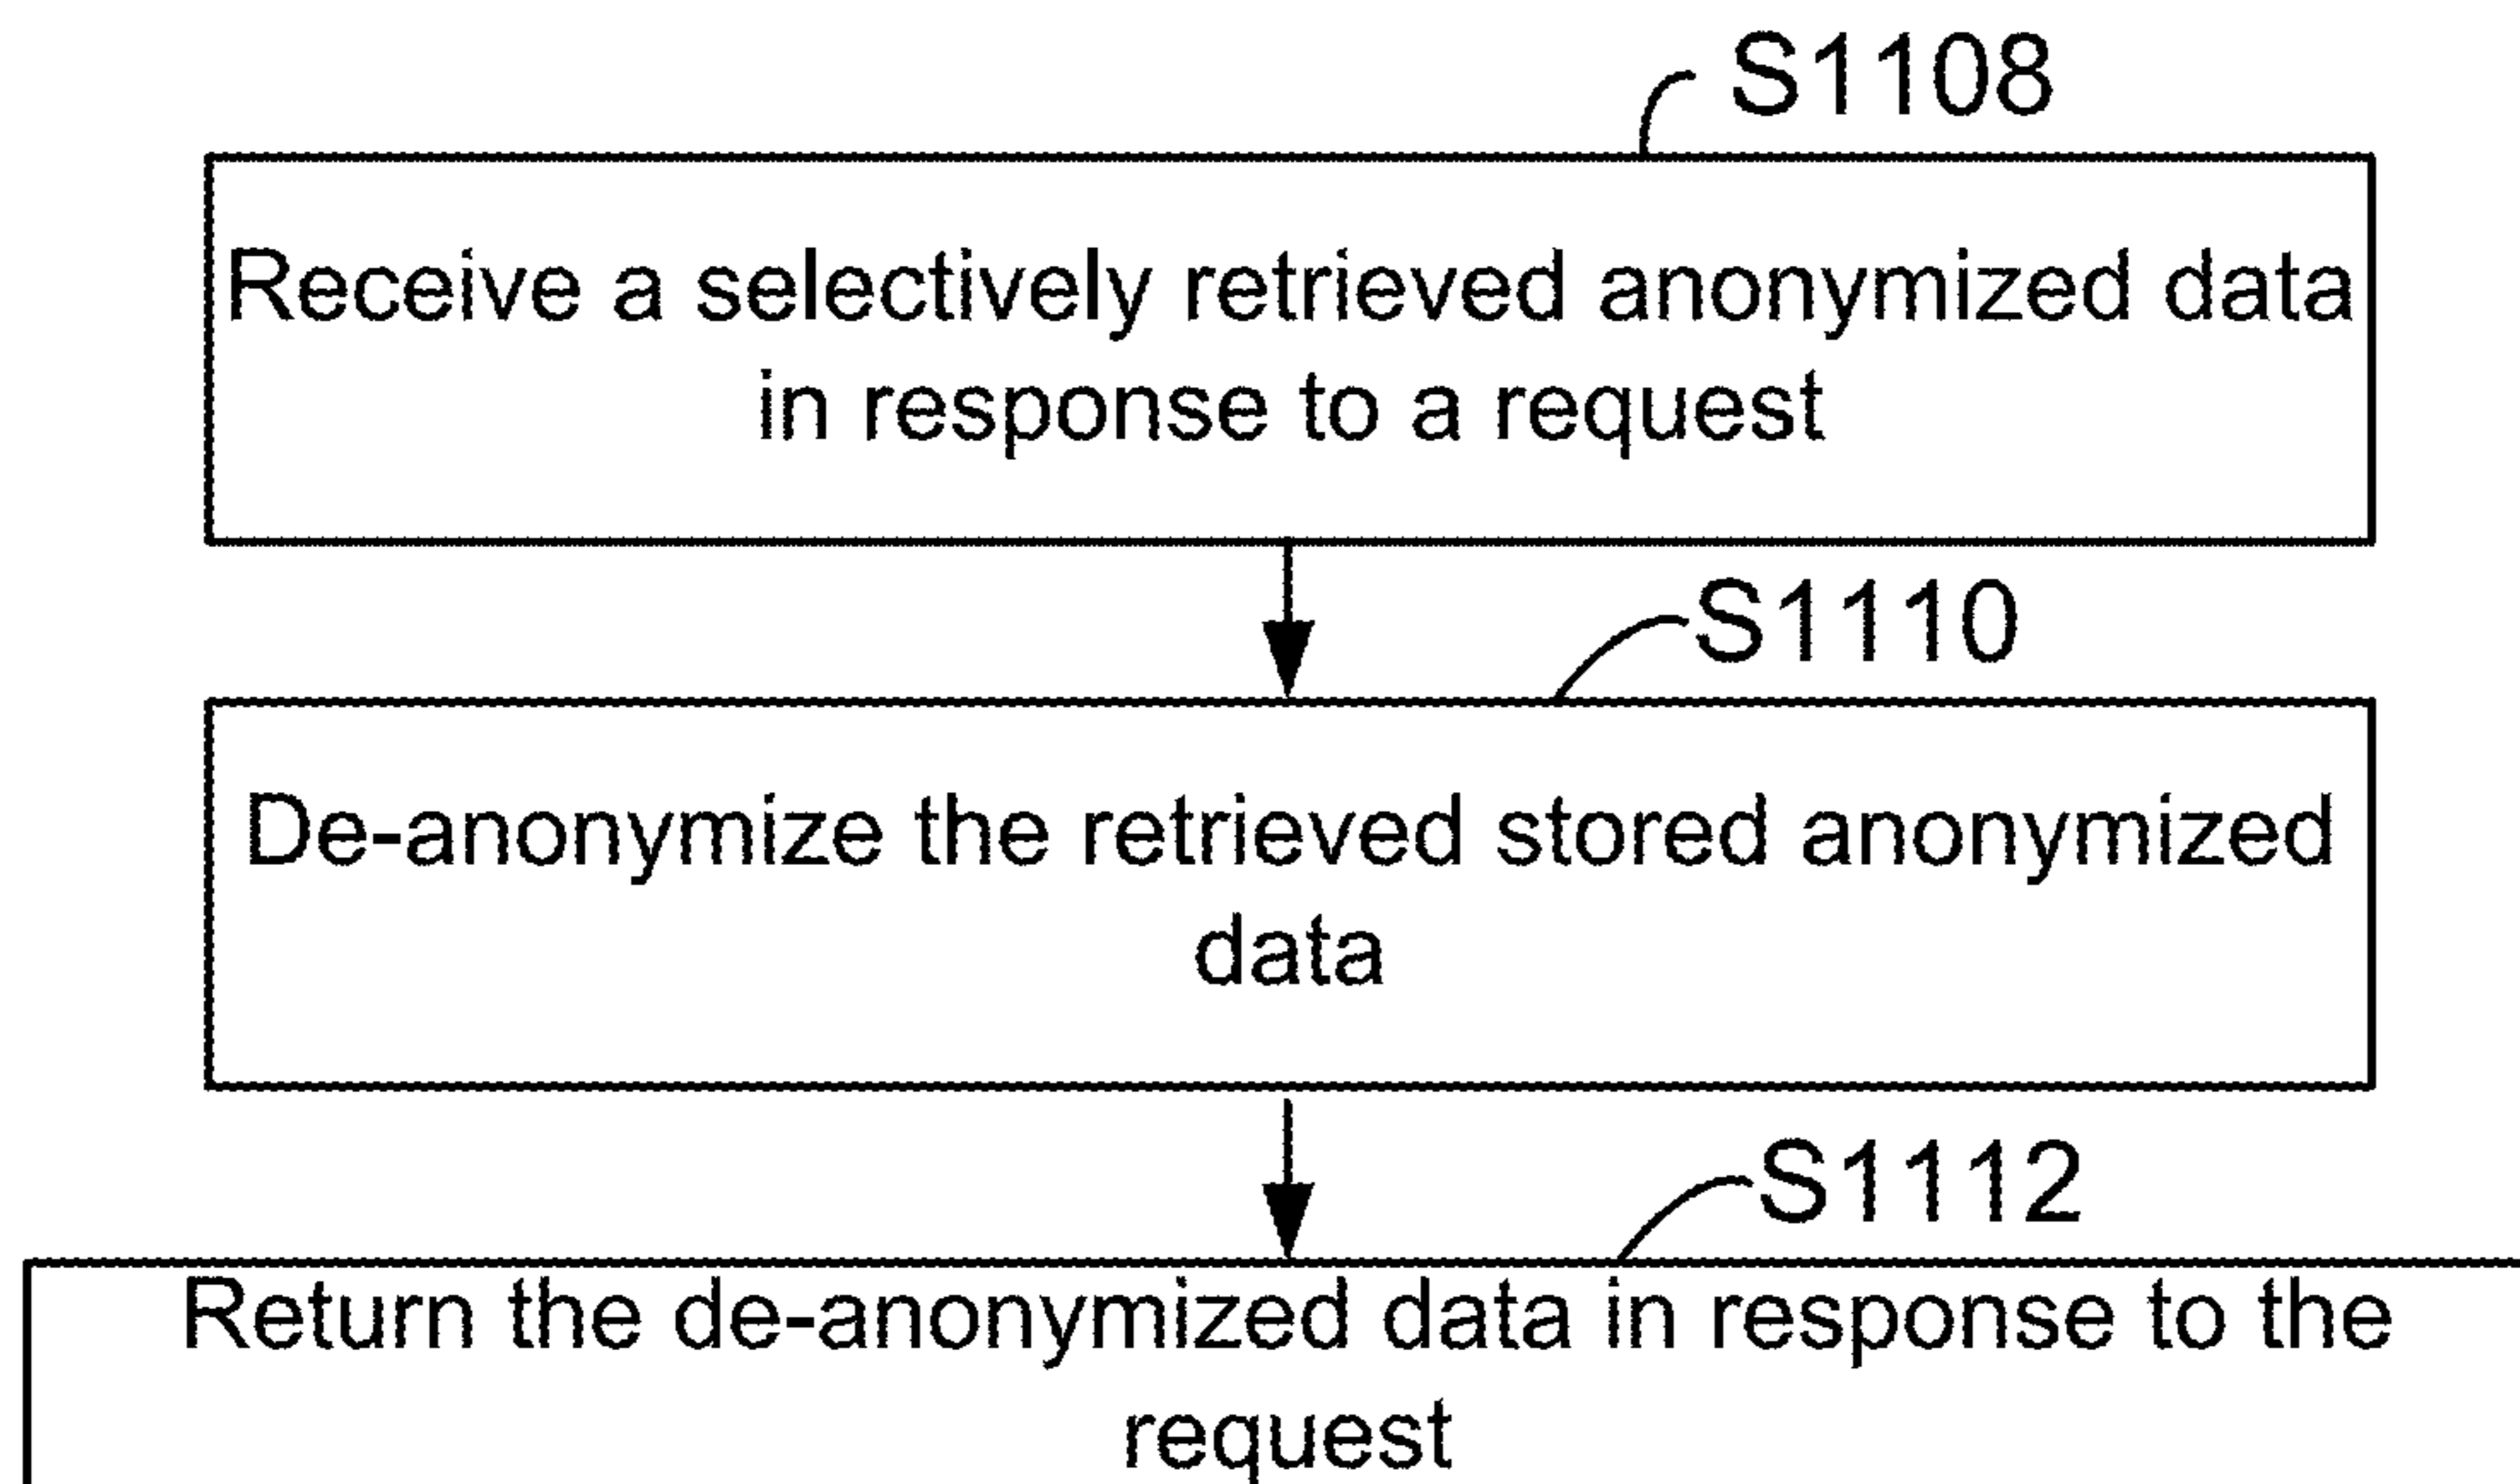 S1108
Receive a selectively retrieved anonymized data
in response to a request
S1110
De-anonymize the retrieved stored anonymized
data
S1112
Return the de-anonymized data in response to the
request